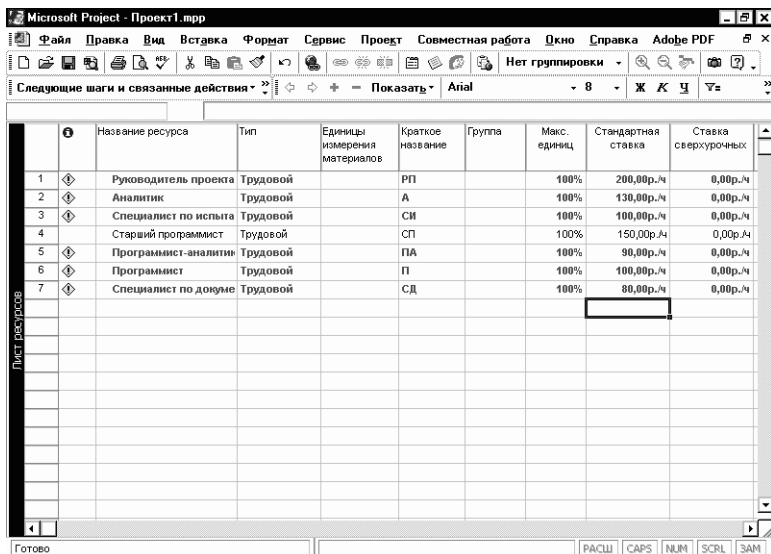 Microsoft Project - Проект1.mpp
Файл Правка Вид Вставка Формат Сервис Проект Совместная работа Окно Справка Adobe PDF
Нет группировки
Следующие шаги и связанные действия Показать Arial 8 Ж К Ч
Название ресурса Тип Единицы измерения материалов Краткое название Группа Макс. единиц Стандартная ставка Ставка сверхурочных
1 Руководитель проекта Трудовой РП 100% 200,00р./ч 0,00р./ч
2 Аналитик Трудовой А 130,00р./ч 100% 0,00р./ч
3 Специалист по испыта Трудовой СИ 100% 100,00р./ч 0,00р./ч
4 Старший программист Трудовой СП 100% 150,00р./ч 0,00р./ч
5 Программист-аналитик Трудовой ПА 100% 90,00р./ч 0,00р./ч
6 Программист Трудовой П 100% 100,00р./ч 0,00р./ч
7 Специалист по докуме Трудовой СД 100% 80,00р./ч 0,00р./ч
Лист ресурсов
Готово РАСШ CAPS NUM SCRL ЗАМ